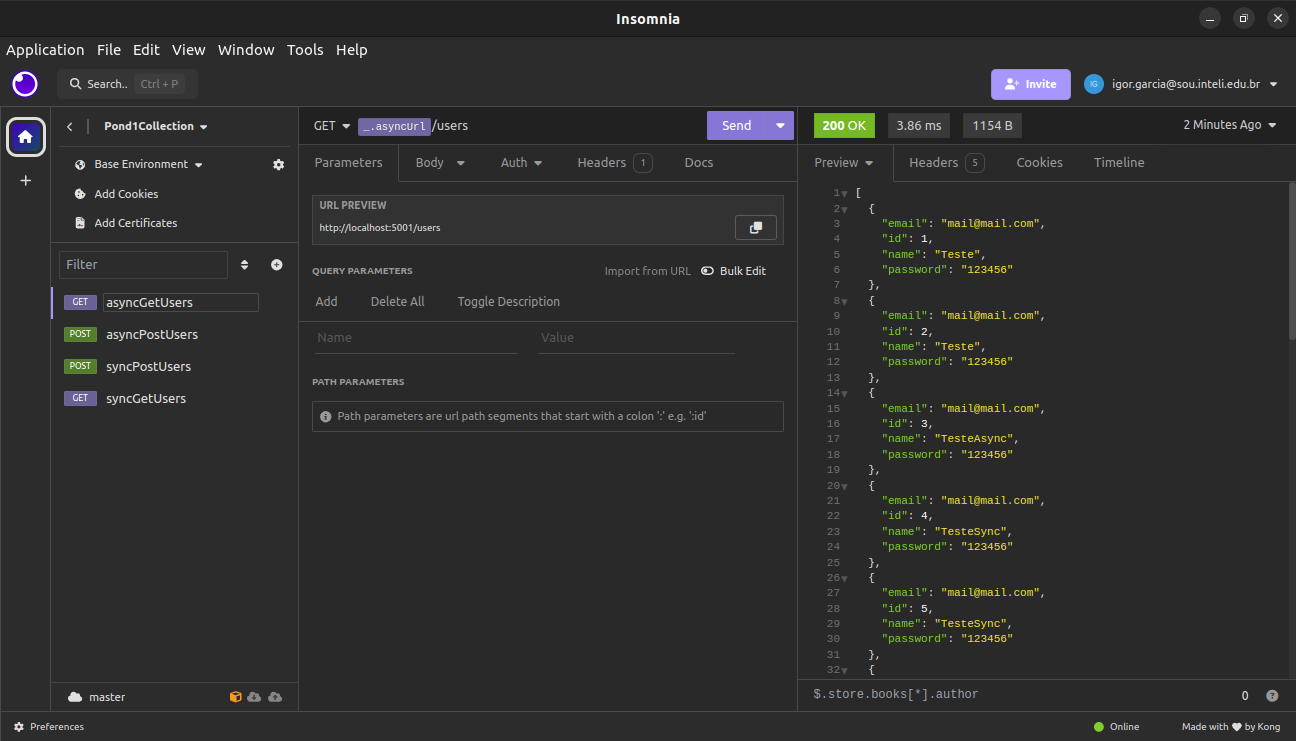 Insomnia
Application File Edit View Window Tools Help
Search.. Ctrl + P
Invite
IG igor.garcia@sou.inteli.edu.br
Pond1Collection
Base Environment
Add Cookies
Add Certificates
Filter
GET asyncGetUsers
POST asyncPostUsers
POST syncPostUsers
GET syncGetUsers
master
GET _.asyncUrl/users
Send
Parameters Body Auth Headers 1 Docs
URL PREVIEW
http://localhost:5001/users
QUERY PARAMETERS
Import from URL Bulk Edit
Add Delete All Toggle Description
Name Value
PATH PARAMETERS
Path parameters are url path segments that start with a colon ':' e.g. ':id'
200 OK 3.86 ms 1154 B 2 Minutes Ago
Preview Headers 5 Cookies Timeline
1 [
2 {
3 "email": "mail@mail.com",
4 "id": 1,
5 "name": "Teste",
6 "password": "123456"
7 },
8 {
9 "email": "mail@mail.com",
10 "id": 2,
11 "name": "Teste",
12 "password": "123456"
13 },
14 {
15 "email": "mail@mail.com",
16 "id": 3,
17 "name": "TesteAsync",
18 "password": "123456"
19 },
20 {
21 "email": "mail@mail.com",
22 "id": 4,
23 "name": "TesteSync",
24 "password": "123456"
25 },
26 {
27 "email": "mail@mail.com",
28 "id": 5,
29 "name": "TesteSync",
30 "password": "123456"
31 },
32 {
$.store.books[*].author 0
Preferences
Online Made with ♥ by Kong